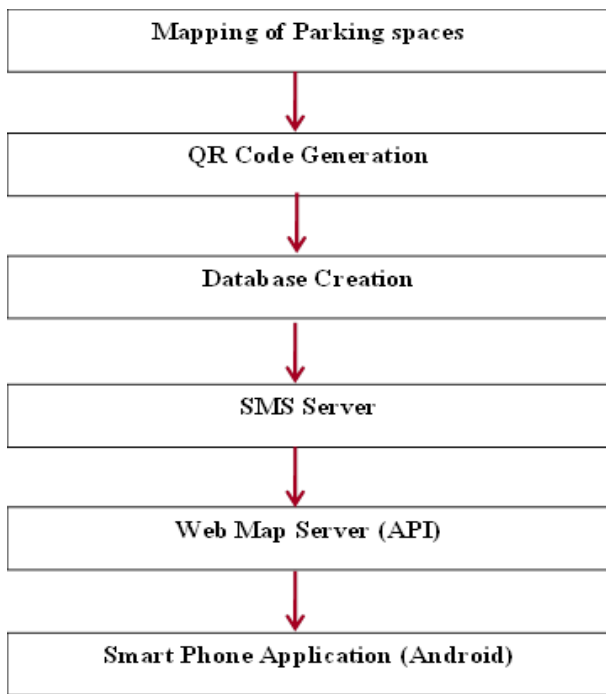 Mapping of Parking spaces
QR Code Generation
Database Creation
SMS Server
Web Map Server (API)
Smart Phone Application (Android)